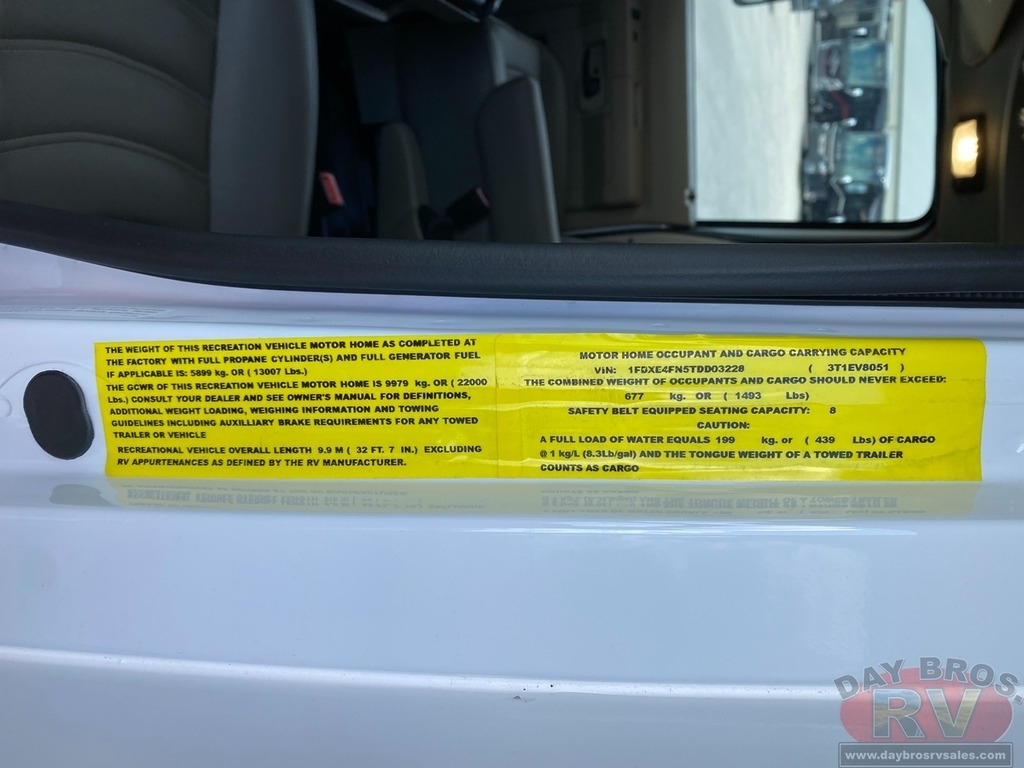 THE WEIGHT OF THIS RECREATION VEHICLE MOTOR HOME AS COMPLETED AT
THE FACTORY WITH FULL PROPANE CYLINDER(S) AND FULL GENERATOR FUEL
IF APPLICABLE IS: 5899 kg. OR ( 13007 Lbs.)
THE GCWR OF THIS RECREATION VEHICLE MOTOR HOME IS 9979 kg. OR ( 22000
Lbs.) CONSULT YOUR DEALER AND SEE OWNER'S MANUAL FOR DEFINITIONS,
ADDITIONAL WEIGHT LOADING, WEIGHING INFORMATION AND TOWING
GUIDELINES INCLUDING AUXILLIARY BRAKE REQUIREMENTS FOR ANY TOWED
TRAILER OR VEHICLE
RECREATIONAL VEHICLE OVERALL LENGTH 9.9 M ( 32 FT. 7 IN.) EXCLUDING
RV APPURTENANCES AS DEFINED BY THE RV MANUFACTURER.
MOTOR HOME OCCUPANT AND CARGO CARRYING CAPACITY
VIN: 1FDXE4FN5TDD03228 ( 3T1EV8051 )
THE COMBINED WEIGHT OF OCCUPANTS AND CARGO SHOULD NEVER EXCEED:
677 kg. OR ( 1493 Lbs)
SAFETY BELT EQUIPPED SEATING CAPACITY: 8
CAUTION:
A FULL LOAD OF WATER EQUALS 199 kg. or ( 439 Lbs) OF CARGO
@ 1 kg/L (8.3Lb/gal) AND THE TONGUE WEIGHT OF A TOWED TRAILER
COUNTS AS CARGO
DAY BROS.
RV
www.daybrosrvsales.com